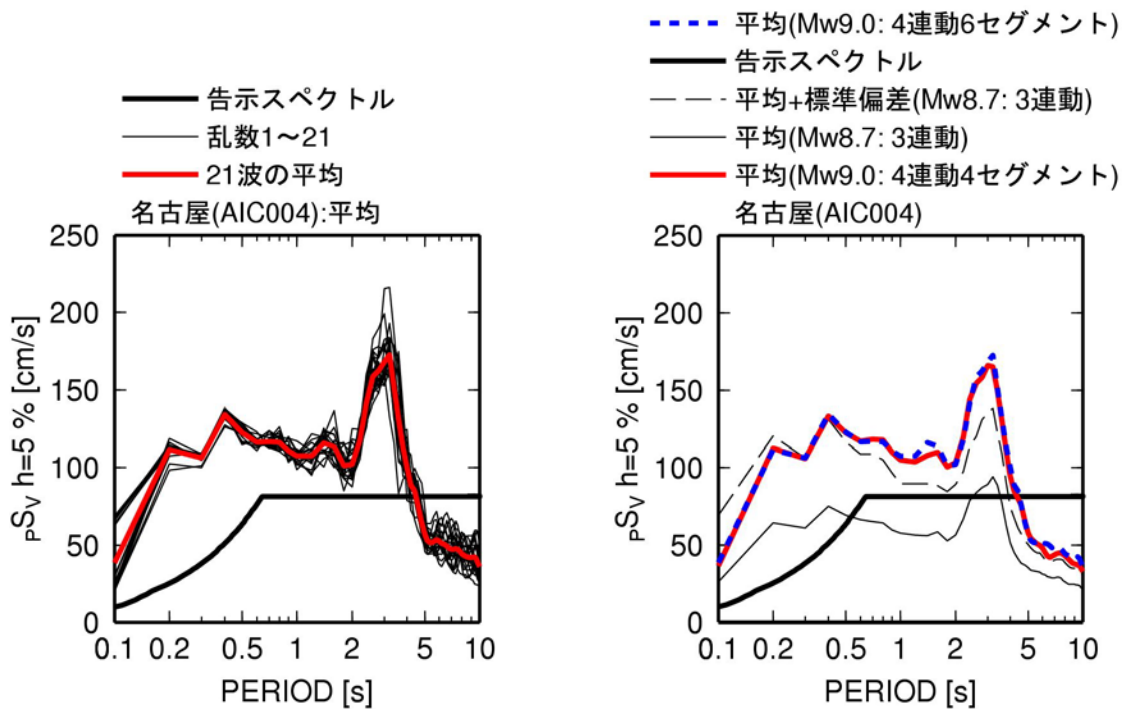 告示スペクトル
乱数1〜21
21波の平均
名古屋(AIC004):平均
250
200
150
100
50
0
pSv h=5 % [cm/s]
0.1 0.2 0.5 1 2 5 10
PERIOD [s]
平均(Mw9.0: 4連動6セグメント)
告示スペクトル
平均+標準偏差(Mw8.7: 3連動)
平均(Mw8.7: 3連動)
平均(Mw9.0: 4連動4セグメント)
名古屋(AIC004)
250
200
150
100
50
0
pSv h=5 % [cm/s]
0.1 0.2 0.5 1 2 5 10
PERIOD [s]